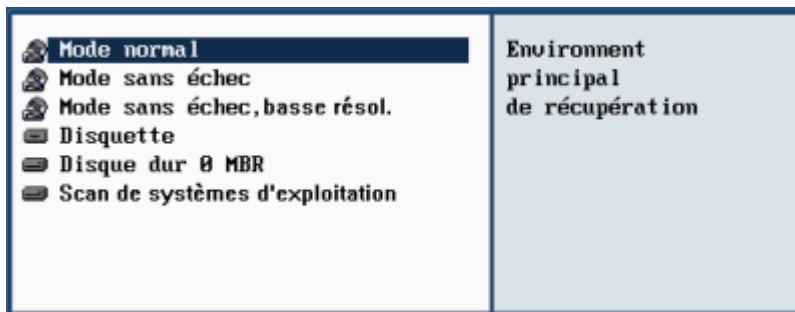 Mode normal
Mode sans échec
Mode sans échec,basse résol.
Disquette
Disque dur 0 MBR
Scan de systèmes d'exploitation
Environnent
principal
de récupération